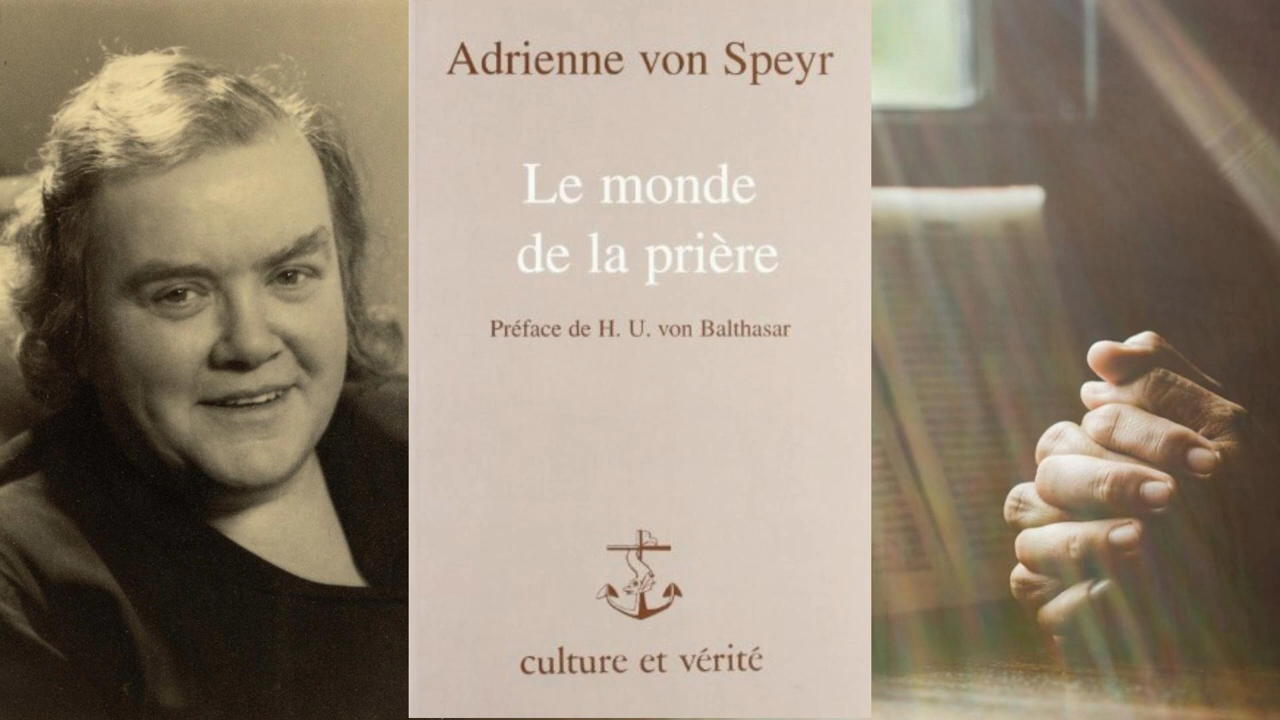 Adrienne von Speyr
Le monde
de la prière
Préface de H. U. von Balthasar
culture et vérité